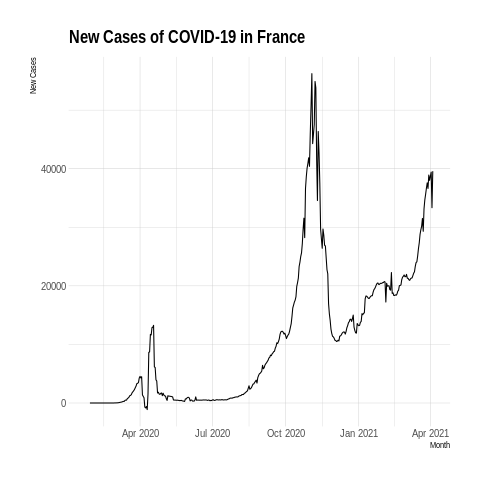 New Cases of COVID-19 in France
New Cases
40000
20000
0
Apr 2020 Jul 2020 Oct 2020 Jan 2021 Apr 2021
Month